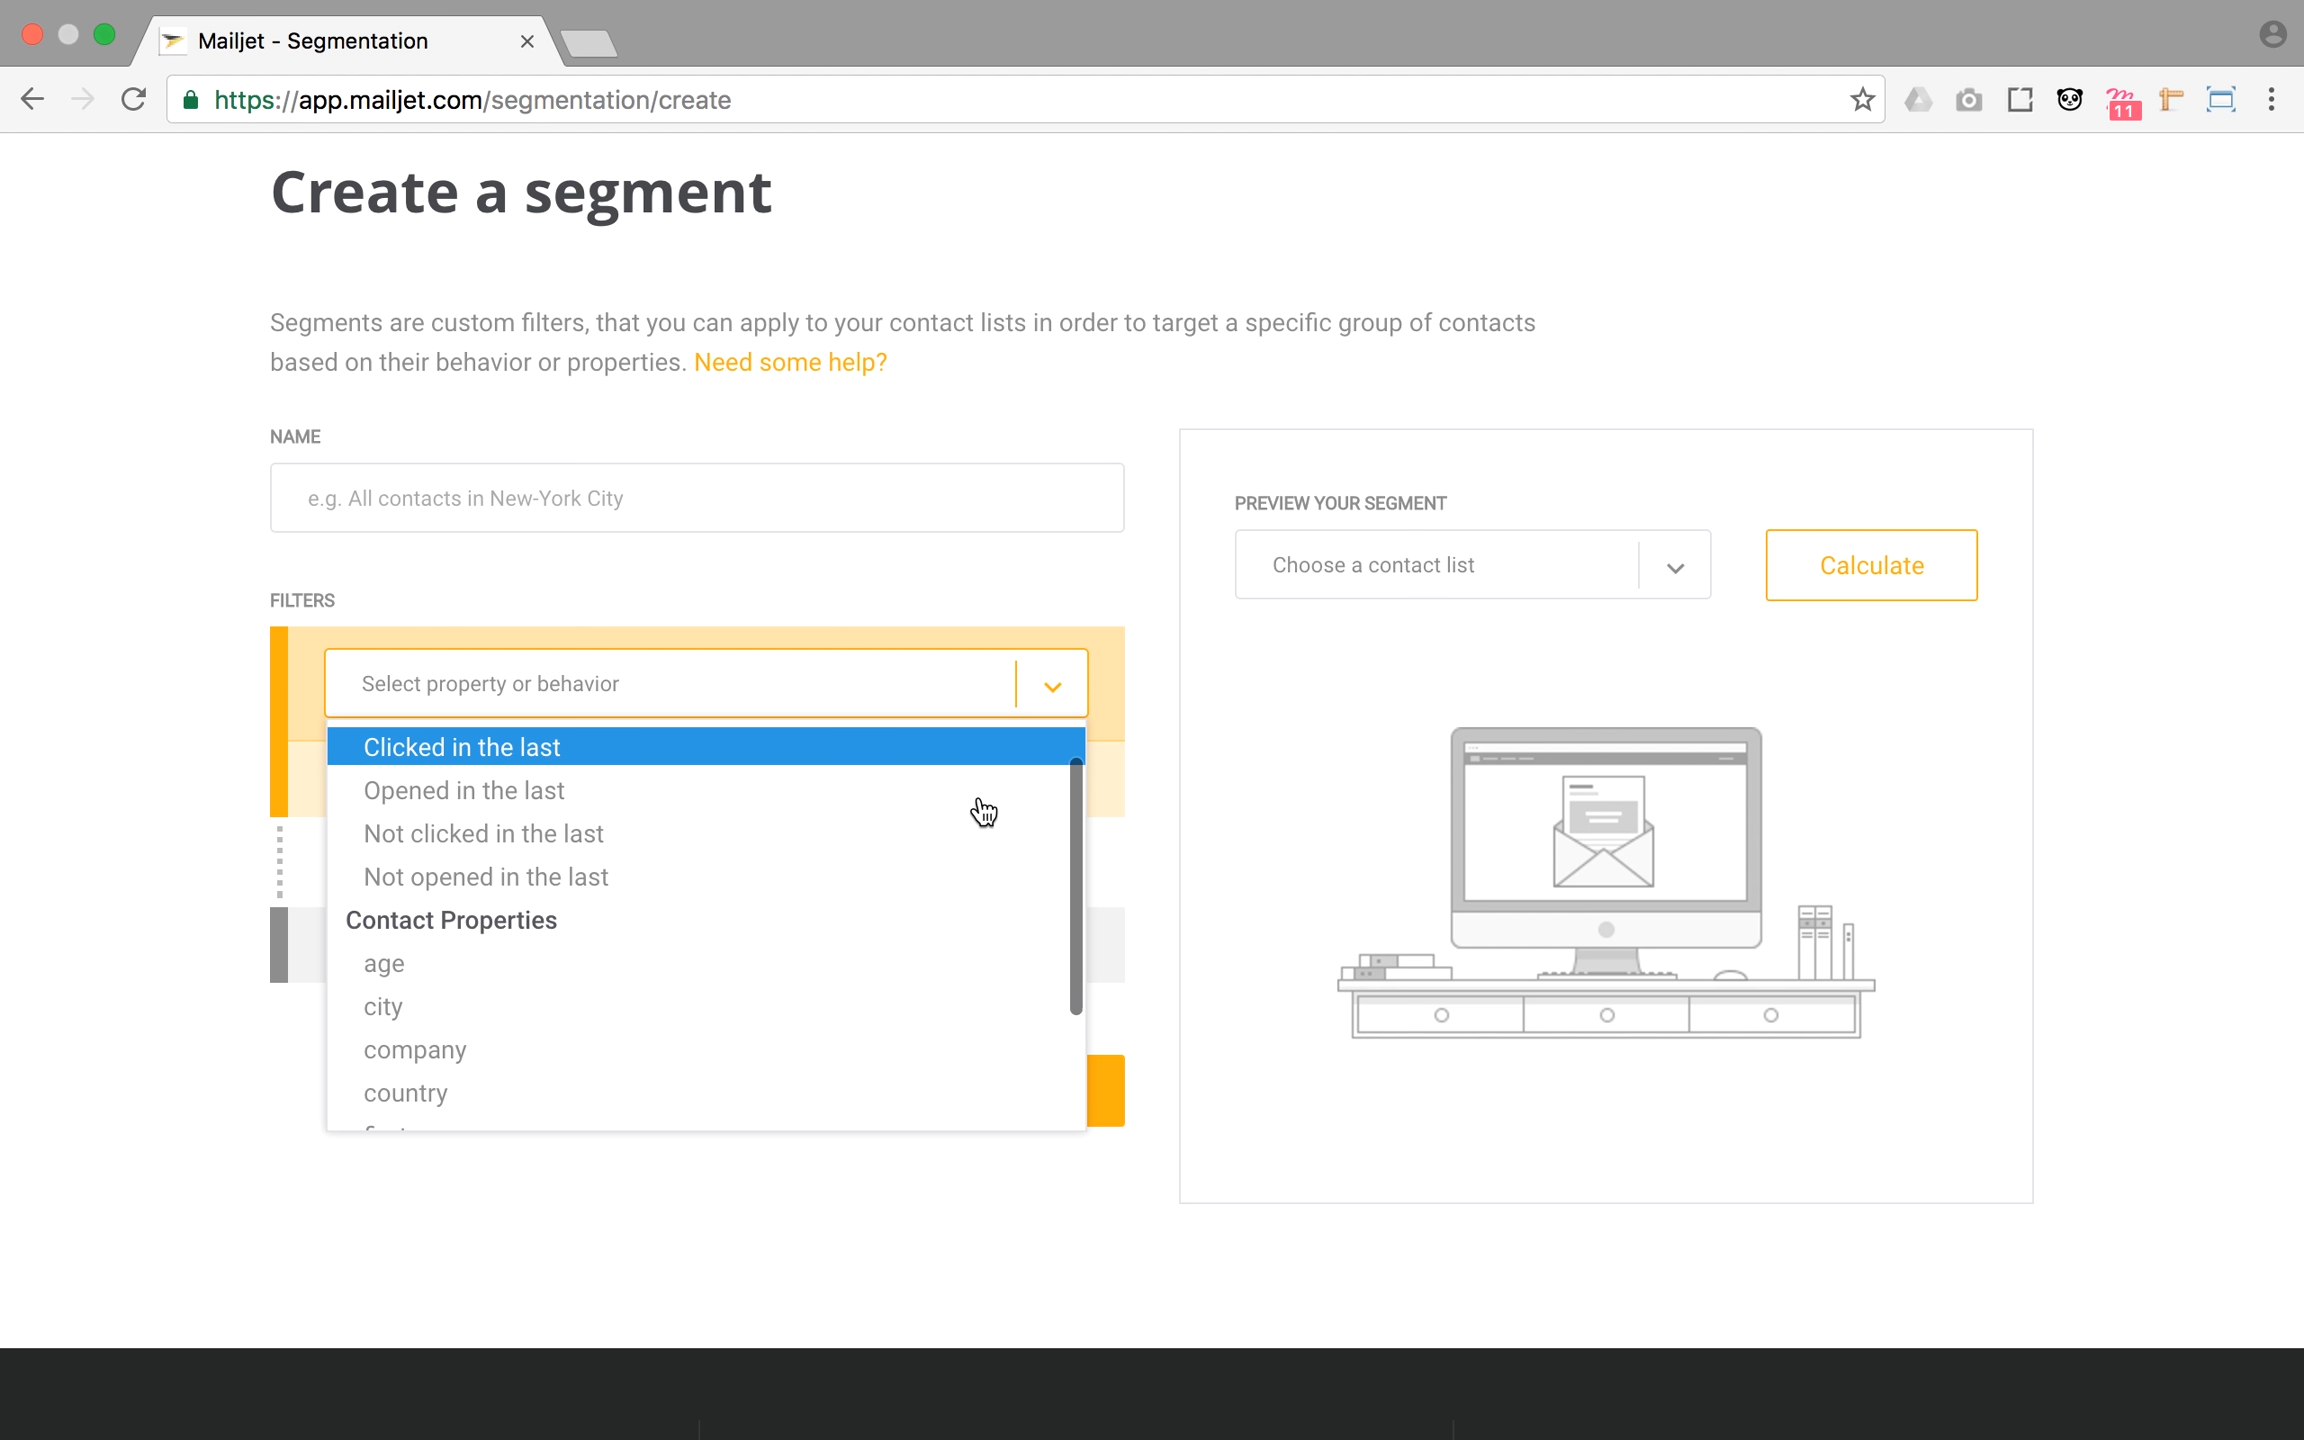 Mailjet - Segmentation
https://app.mailjet.com/segmentation/create
11
Create a segment
Segments are custom filters, that you can apply to your contact lists in order to target a specific group of contacts
based on their behavior or properties. Need some help?
NAME
e.g. All contacts in New-York City
FILTERS
Select property or behavior
Clicked in the last
Opened in the last
Not clicked in the last
Not opened in the last
Contact Properties
age
city
company
country
PREVIEW YOUR SEGMENT
Choose a contact list
Calculate